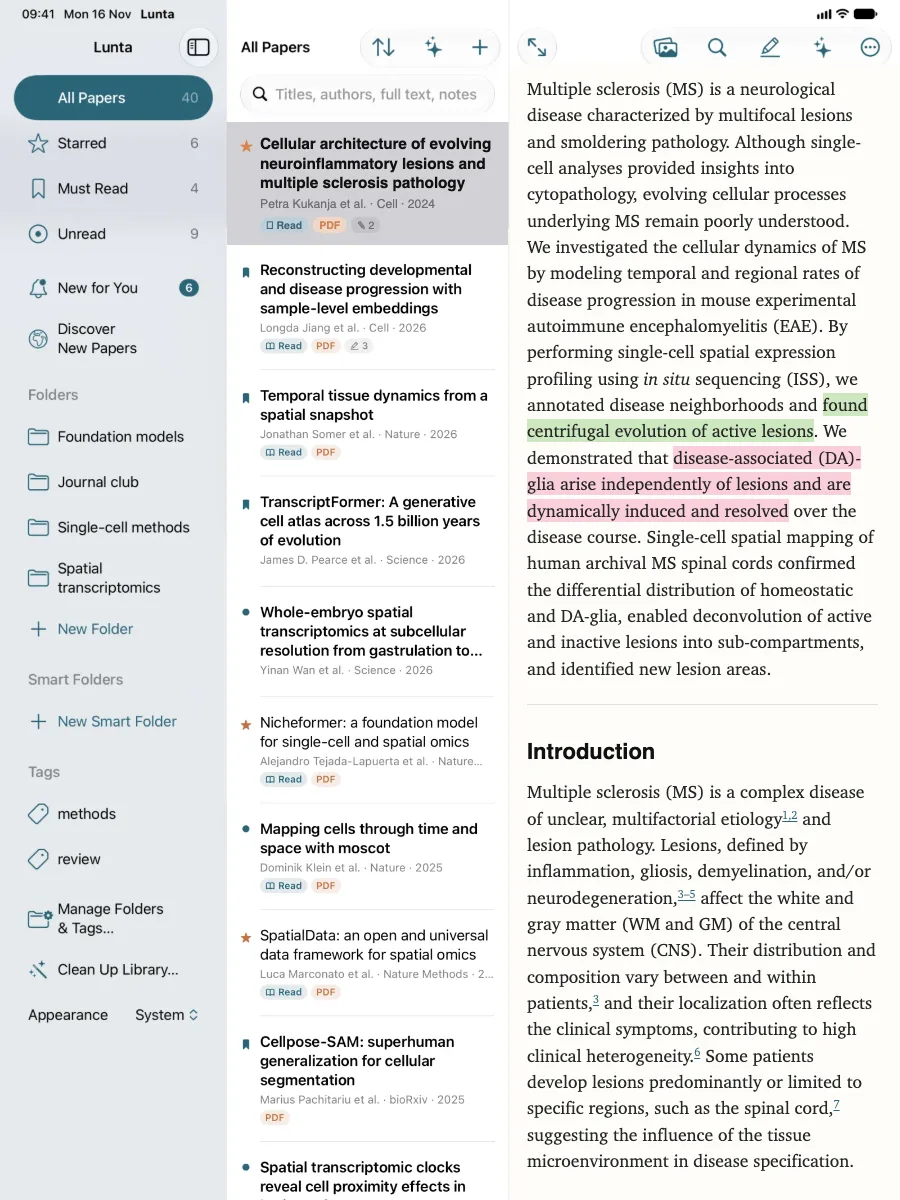 09:41 Mon 16 Nov Lunta
Lunta
All Papers 40
Starred 6
Must Read 4
Unread 9
New for You 6
Discover
New Papers
Folders
Foundation models
Journal club
Single-cell methods
Spatial
transcriptomics
New Folder
Smart Folders
New Smart Folder
Tags
methods
review
Manage Folders
& Tags...
Clean Up Library...
Appearance System
All Papers
Titles, authors, full text, notes
Cellular architecture of evolving
neuroinflammatory lesions and
multiple sclerosis pathology
Petra Kukanja et al. · Cell · 2024
Read PDF 2
Reconstructing developmental
and disease progression with
sample-level embeddings
Longda Jiang et al. · Cell · 2026
Read PDF 3
Temporal tissue dynamics from a
spatial snapshot
Jonathan Somer et al. · Nature · 2026
Read PDF
TranscriptFormer: A generative
cell atlas across 1.5 billion years
of evolution
James D. Pearce et al. · Science · 2026
Whole-embryo spatial
transcriptomics at subcellular
resolution from gastrulation to...
Yinan Wan et al. · Science · 2026
Nicheformer: a foundation model
for single-cell and spatial omics
Alejandro Tejada-Lapuerta et al. · Nature...
Read PDF
Mapping cells through time and
space with moscot
Dominik Klein et al. · Nature · 2025
Read PDF
SpatialData: an open and universal
data framework for spatial omics
Luca Marconato et al. · Nature Methods · 2...
Read PDF
Cellpose-SAM: superhuman
generalization for cellular
segmentation
Marius Pachitariu et al. · bioRxiv · 2025
PDF
Spatial transcriptomic clocks
reveal cell proximity effects in
Multiple sclerosis (MS) is a neurological
disease characterized by multifocal lesions
and smoldering pathology. Although single-
cell analyses provided insights into
cytopathology, evolving cellular processes
underlying MS remain poorly understood.
We investigated the cellular dynamics of MS
by modeling temporal and regional rates of
disease progression in mouse experimental
autoimmune encephalomyelitis (EAE). By
performing single-cell spatial expression
profiling using in situ sequencing (ISS), we
annotated disease neighborhoods and found
centrifugal evolution of active lesions. We
demonstrated that disease-associated (DA)-
glia arise independently of lesions and are
dynamically induced and resolved over the
disease course. Single-cell spatial mapping of
human archival MS spinal cords confirmed
the differential distribution of homeostatic
and DA-glia, enabled deconvolution of active
and inactive lesions into sub-compartments,
and identified new lesion areas.
Introduction
Multiple sclerosis (MS) is a complex disease
of unclear, multifactorial etiology1,2 and
lesion pathology. Lesions, defined by
inflammation, gliosis, demyelination, and/or
neurodegeneration,3–5 affect the white and
gray matter (WM and GM) of the central
nervous system (CNS). Their distribution and
composition vary between and within
patients,3 and their localization often reflects
the clinical symptoms, contributing to high
clinical heterogeneity.6 Some patients
develop lesions predominantly or limited to
specific regions, such as the spinal cord,7
suggesting the influence of the tissue
microenvironment in disease specification.